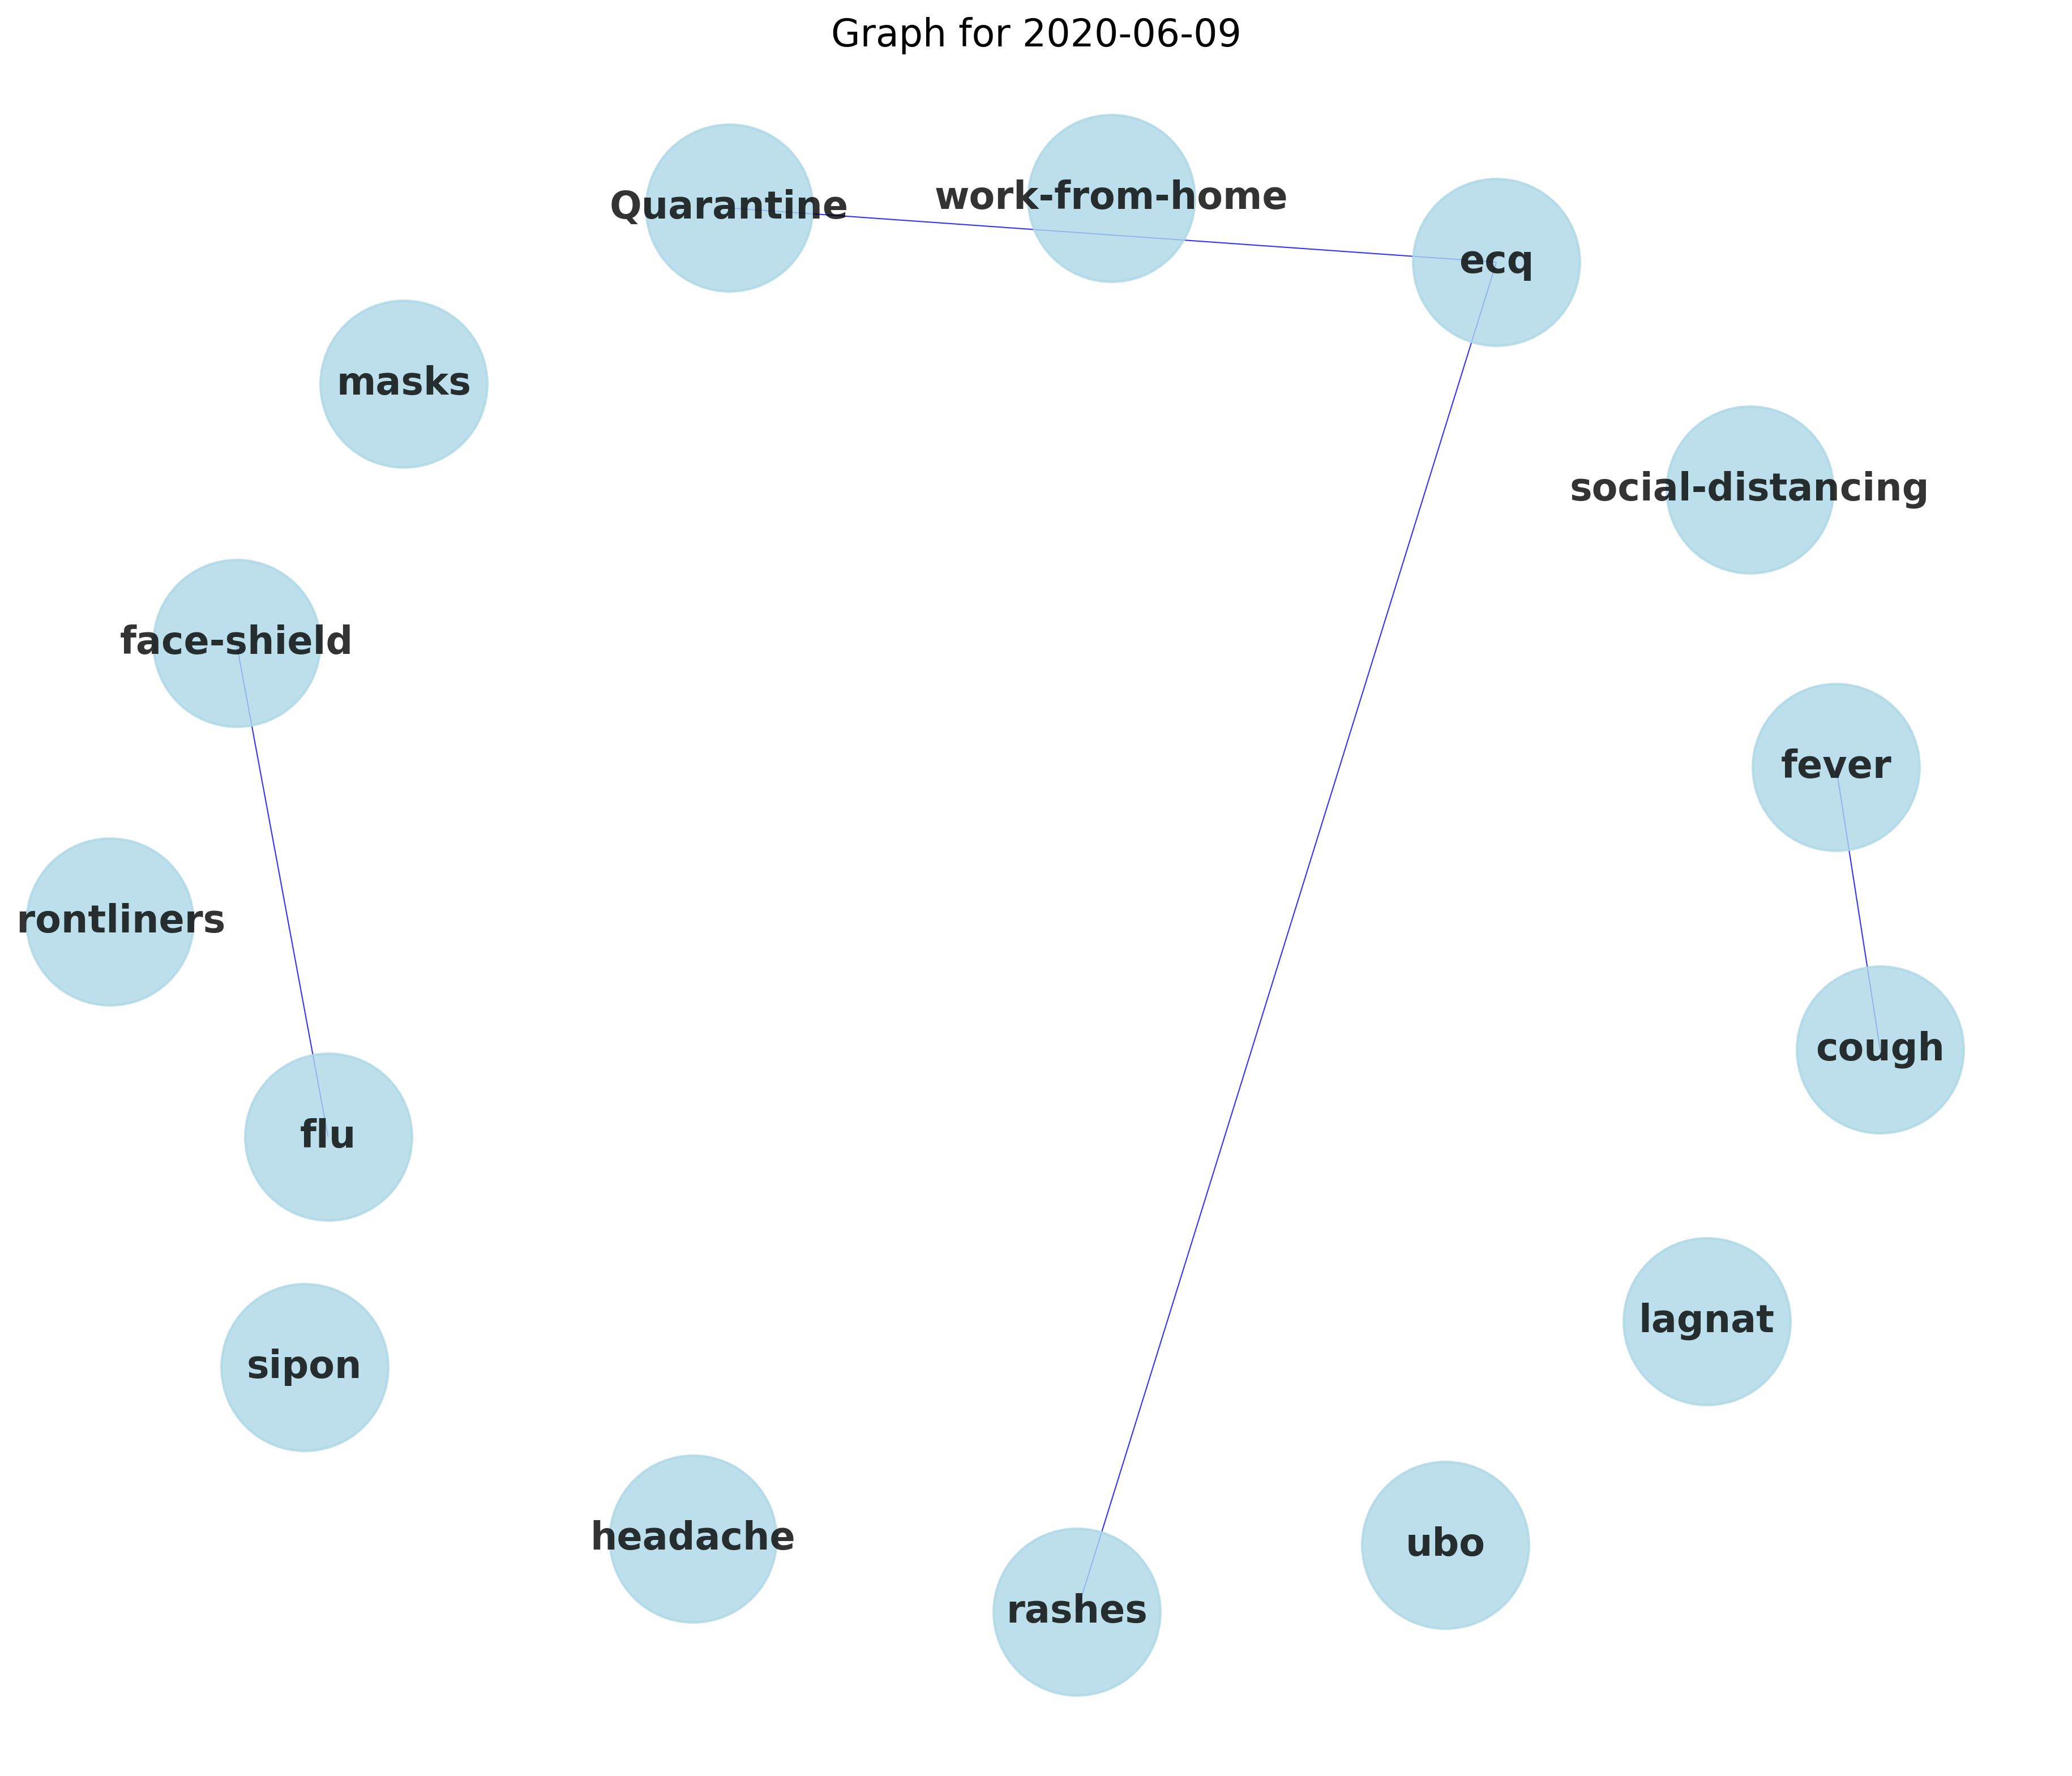 Graph for 2020-06-09
Quarantine
work-from-home
ecq
masks
social-distancing
face-shield
fever
rontliners
cough
flu
lagnat
sipon
headache
ubo
rashes